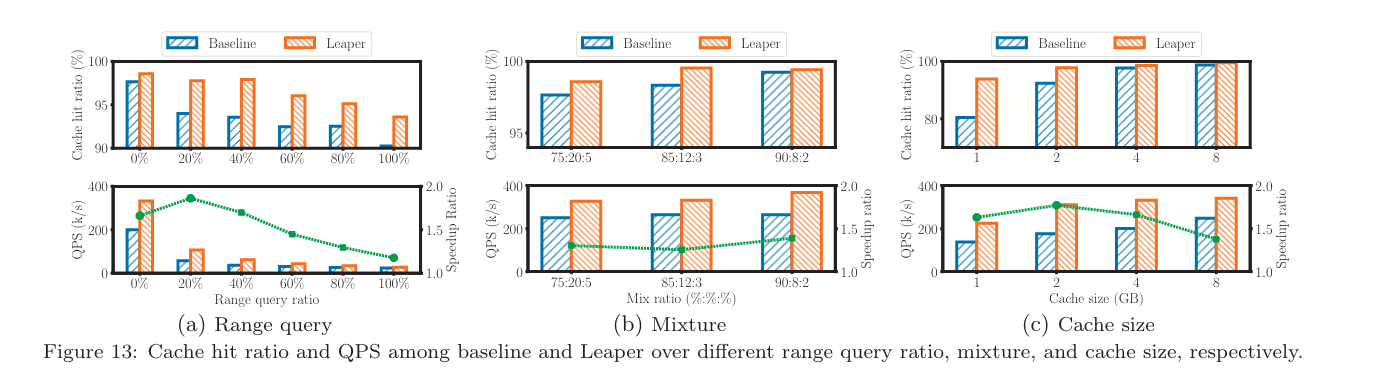 Baseline Leaper
Cache hit ratio (%)
100
95
90
0% 20% 40% 60% 80% 100%
QPS (k/s)
400
200
0
2.0
1.5
1.0
Speedup Ratio
0% 20% 40% 60% 80% 100%
Range query ratio
(a) Range query
Baseline Leaper
Cache hit ratio (%)
100
95
75:20:5 85:12:3 90:8:2
QPS (k/s)
400
200
0
2.0
1.5
1.0
Speedup ratio
75:20:5 85:12:3 90:8:2
Mix ratio (%:%:%)
(b) Mixture
Baseline Leaper
Cache hit ratio (%)
100
80
1 2 4 8
QPS (k/s)
400
200
0
2.0
1.5
1.0
Speedup ratio
1 2 4 8
Cache size (GB)
(c) Cache size
Figure 13: Cache hit ratio and QPS among baseline and Leaper over different range query ratio, mixture, and cache size, respectively.